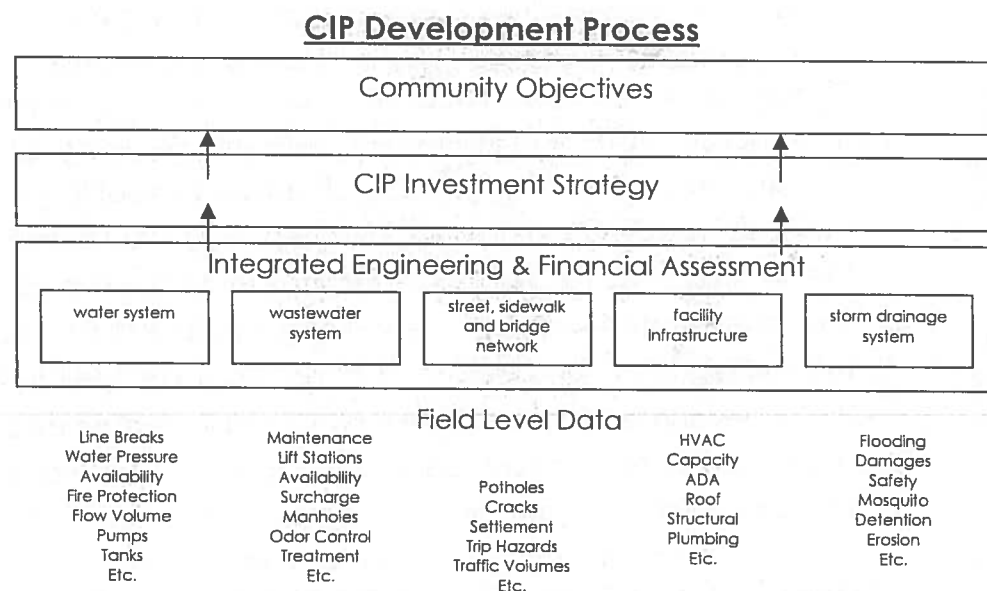 CIP Development Process
Community Objectives
CIP Investment Strategy
Integrated Engineering & Financial Assessment
water system
wastewater
system
street, sidewalk
and bridge
network
facility
infrastructure
storm drainage
system
Field Level Data
Line Breaks
Water Pressure
Availability
Fire Protection
Flow Volume
Pumps
Tanks
Etc.
Maintenance
Lift Stations
Availability
Surcharge
Manholes
Odor Control
Treatment
Etc.
Potholes
Cracks
Settlement
Trip Hazards
Traffic Volumes
Etc.
HVAC
Capacity
ADA
Roof
Structural
Plumbing
Etc.
Flooding
Damages
Safety
Mosquito
Detention
Erosion
Etc.